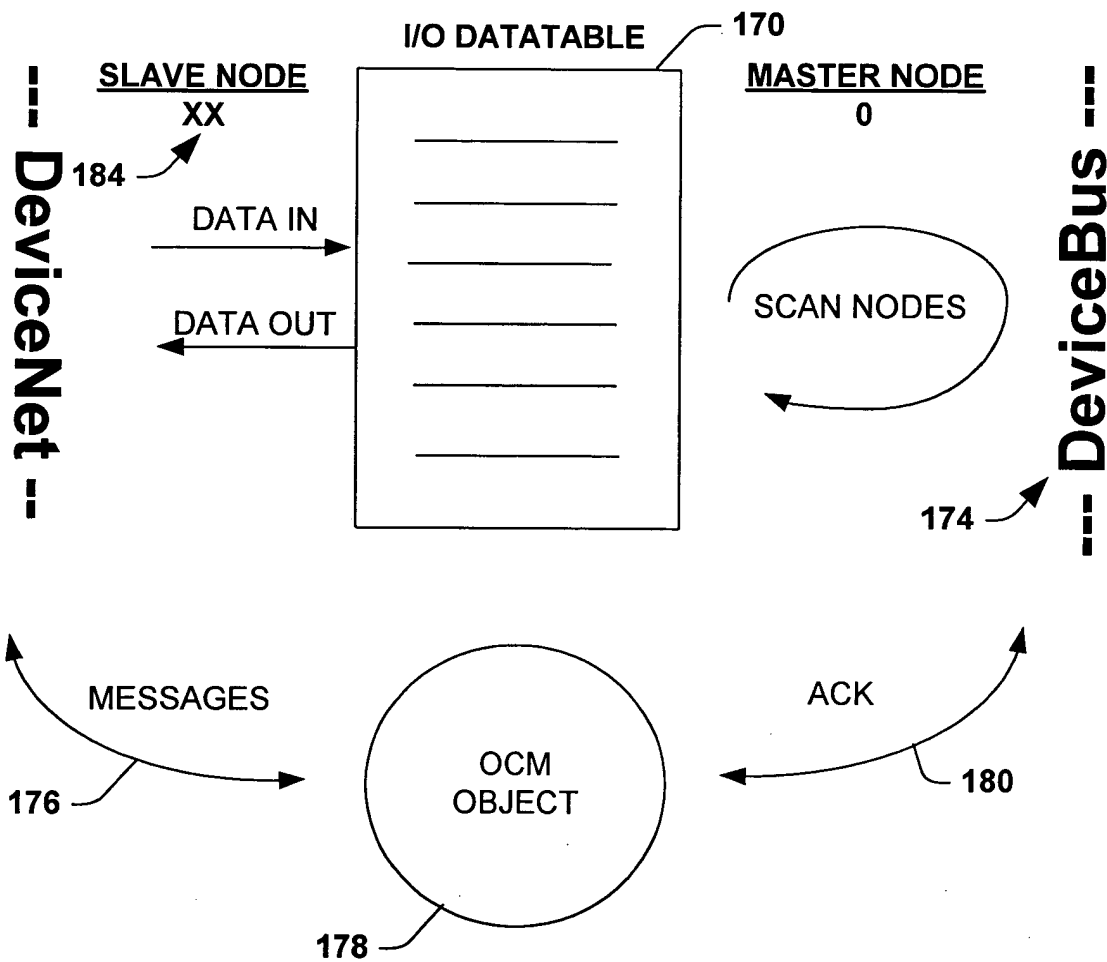 I/O DATATABLE
170
SLAVE NODE
XX
184
MASTER NODE
0
--- DeviceNet --
DATA IN
DATA OUT
SCAN NODES
--- DeviceBus ---
174
MESSAGES
176
OCM
OBJECT
178
ACK
180